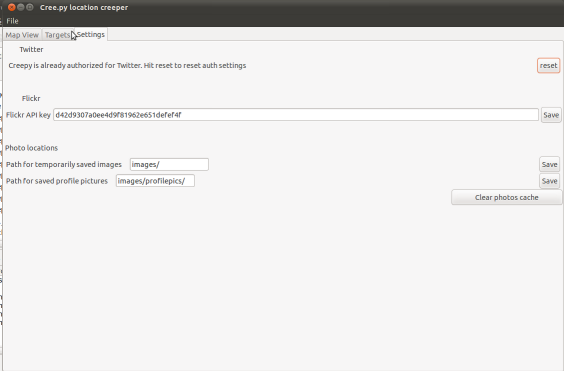 Cree.py location creeper
File
Map View Targets Settings
Twitter
Creepy is already authorized for Twitter. Hit reset to reset auth settings reset
Flickr
Flickr API key d42d9307a0ee4d9f81962e651defef4f Save
Photo locations
Path for temporarily saved images images/ Save
Path for saved profile pictures images/profilepics/ Save
Clear photos cache